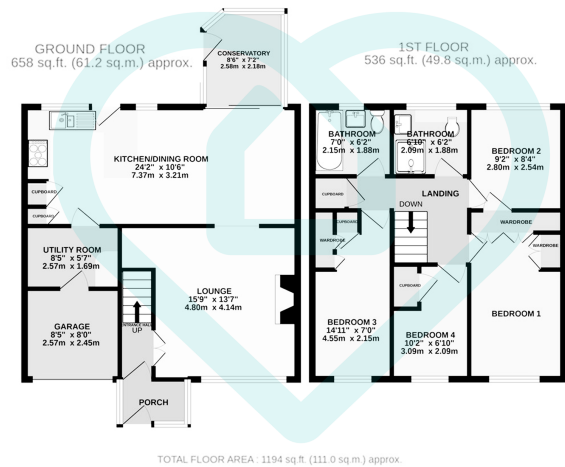 GROUND FLOOR
658 sq.ft. (61.2 sq.m.) approx.
CONSERVATORY
8'6" x 7'2"
2.58m x 2.18m
KITCHEN/DINING ROOM
24'2" x 10'6"
7.37m x 3.21m
CUPBOARD
CUPBOARD
UTILITY ROOM
8'5" x 5'7"
2.57m x 1.69m
LOUNGE
15'9" x 13'7"
4.80m x 4.14m
GARAGE
8'5" x 8'0"
2.57m x 2.45m
ENTRANCE HALL
UP
PORCH
1ST FLOOR
536 sq.ft. (49.8 sq.m.) approx.
BATHROOM
7'0" x 6'2"
2.15m x 1.88m
BATHROOM
6'10" x 6'2"
2.09m x 1.88m
BEDROOM 2
9'2" x 8'4"
2.80m x 2.54m
CUPBOARD
LANDING
DOWN
CUPBOARD
WARDROBE
WARDROBE
WARDROBE
CUPBOARD
BEDROOM 3
14'11" x 7'0"
4.55m x 2.15m
BEDROOM 4
10'2" x 6'10"
3.09m x 2.09m
BEDROOM 1
TOTAL FLOOR AREA : 1194 sq.ft. (111.0 sq.m.) approx.